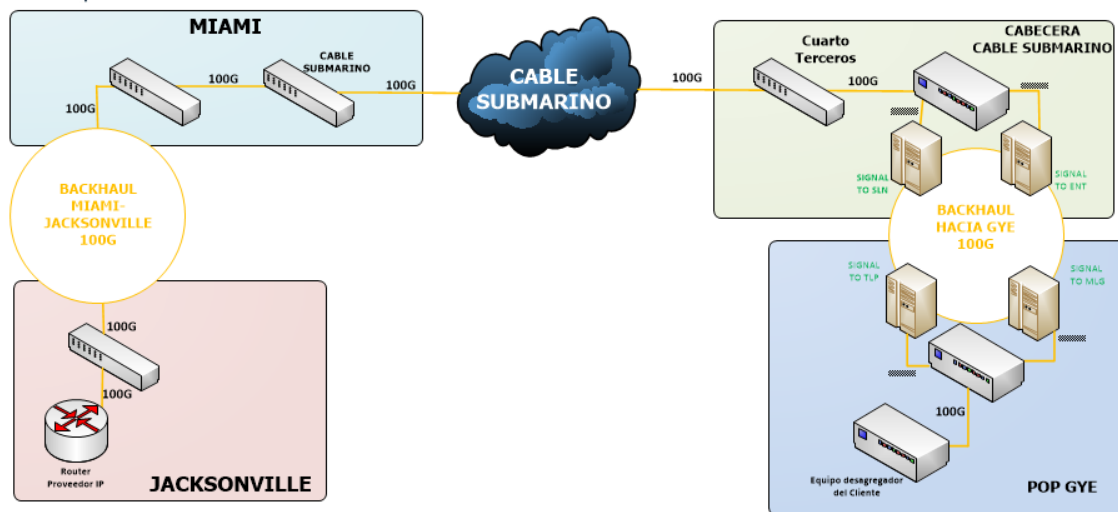 MIAMI
CABLE
SUBMARINO
100G
100G
100G
CABLE
SUBMARINO
100G
Cuarto
Terceros
100G
CABECERA
CABLE SUBMARINO
SIGNAL
TO SLN
SIGNAL
TO ENT
BACKHAUL
MIAMI-
JACKSONVILLE
100G
BACKHAUL
HACIA GYE
100G
SIGNAL
TO TLP
SIGNAL
TO MLG
100G
100G
Router
Proveedor IP
JACKSONVILLE
100G
Equipo desagregador
del Cliente
POP GYE